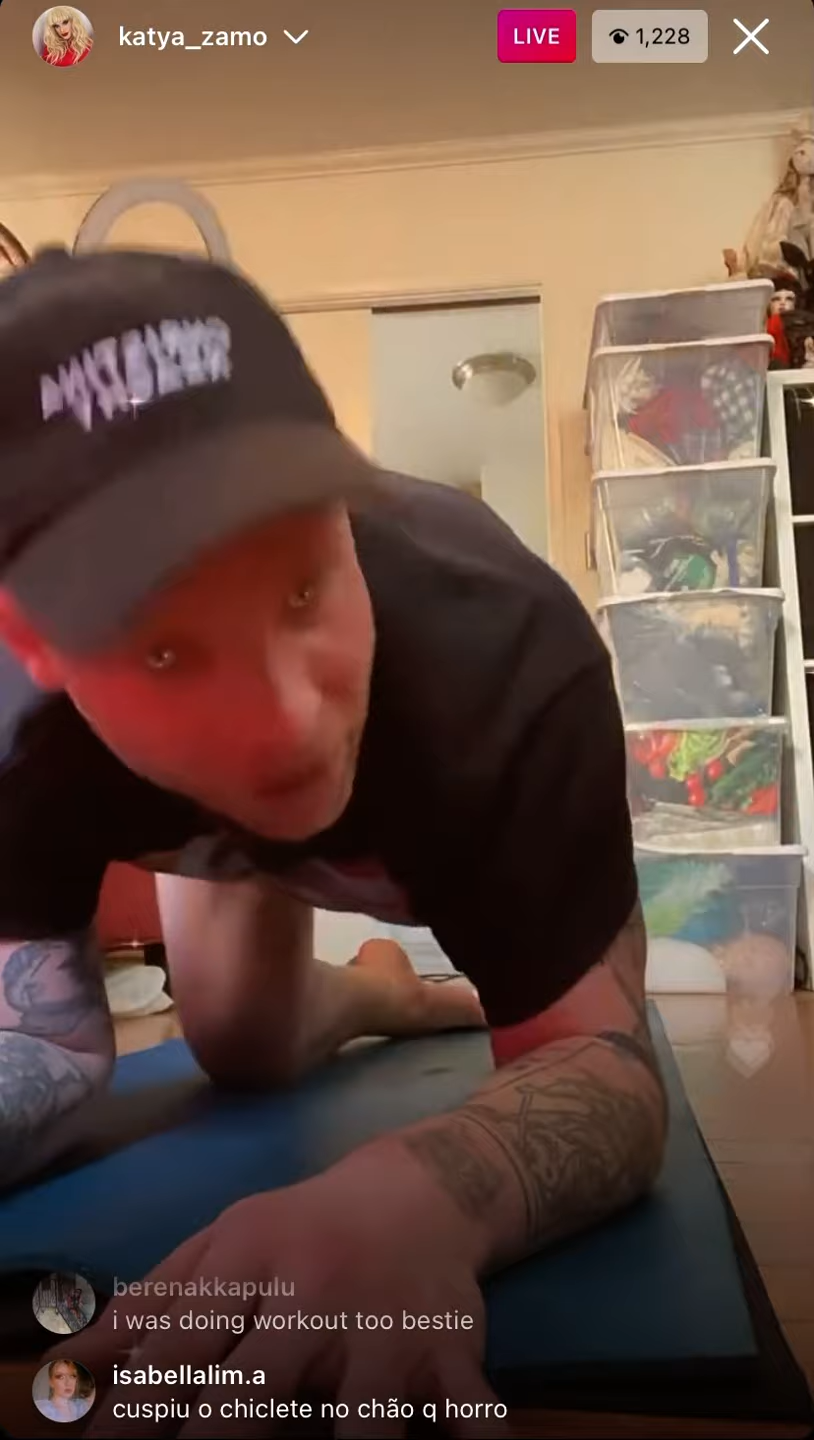 katya_zamo
LIVE
1,228
berenakkapulu
i was doing workout too bestie
isabellalim.a
cuspiu o chiclete no chão q horro